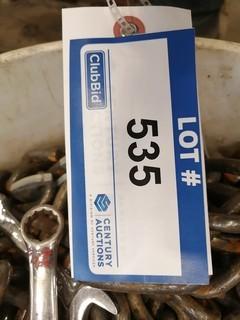 LOT #
535
ClubBid
CENTURY
AUCTIONS